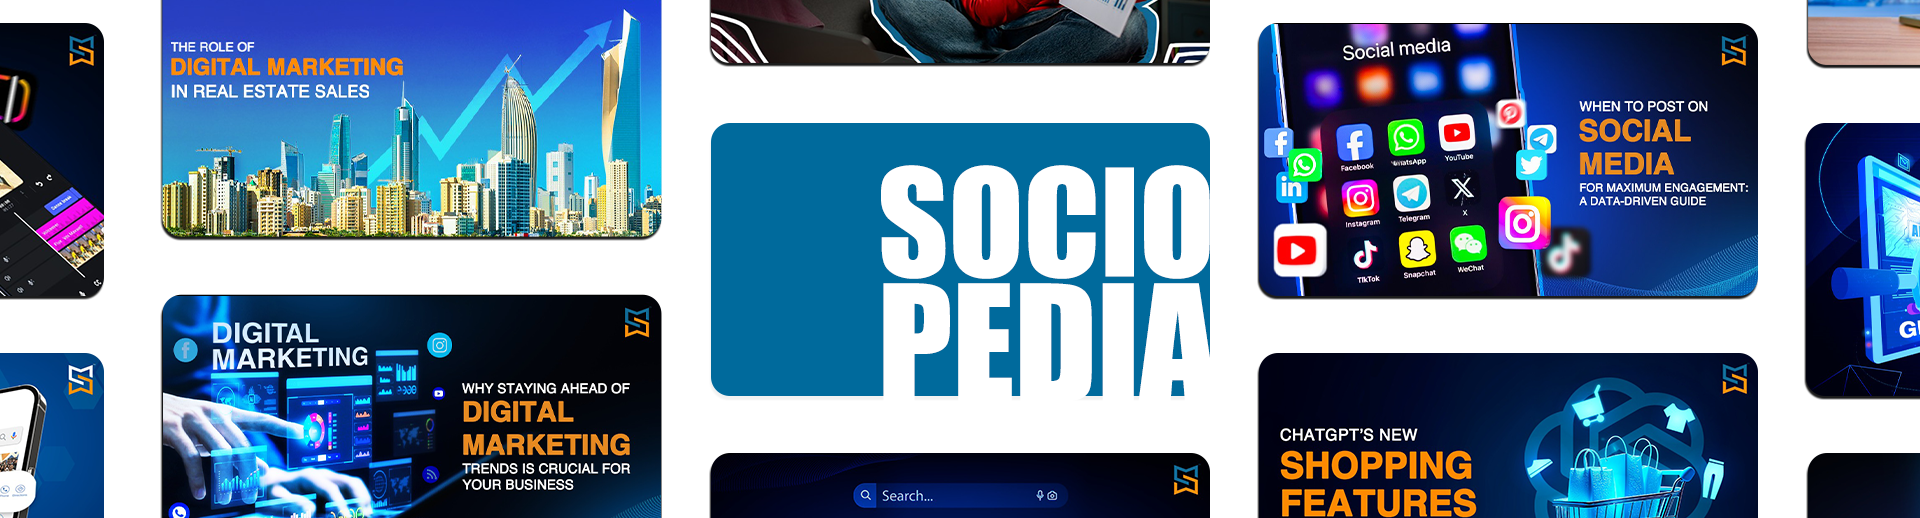 THE ROLE OF
DIGITAL MARKETING
IN REAL ESTATE SALES
DIGITAL
MARKETING
WHY STAYING AHEAD OF
DIGITAL
MARKETING
TRENDS IS CRUCIAL FOR
YOUR BUSINESS
SOCIO
PEDIA
Search...
Social media
Facebook
WhatsApp
YouTube
Instagram
Telegram
X
TikTok
Snapchat
WeChat
WHEN TO POST ON
SOCIAL
MEDIA
FOR MAXIMUM ENGAGEMENT:
A DATA-DRIVEN GUIDE
CHATGPT'S NEW
SHOPPING
FEATURES